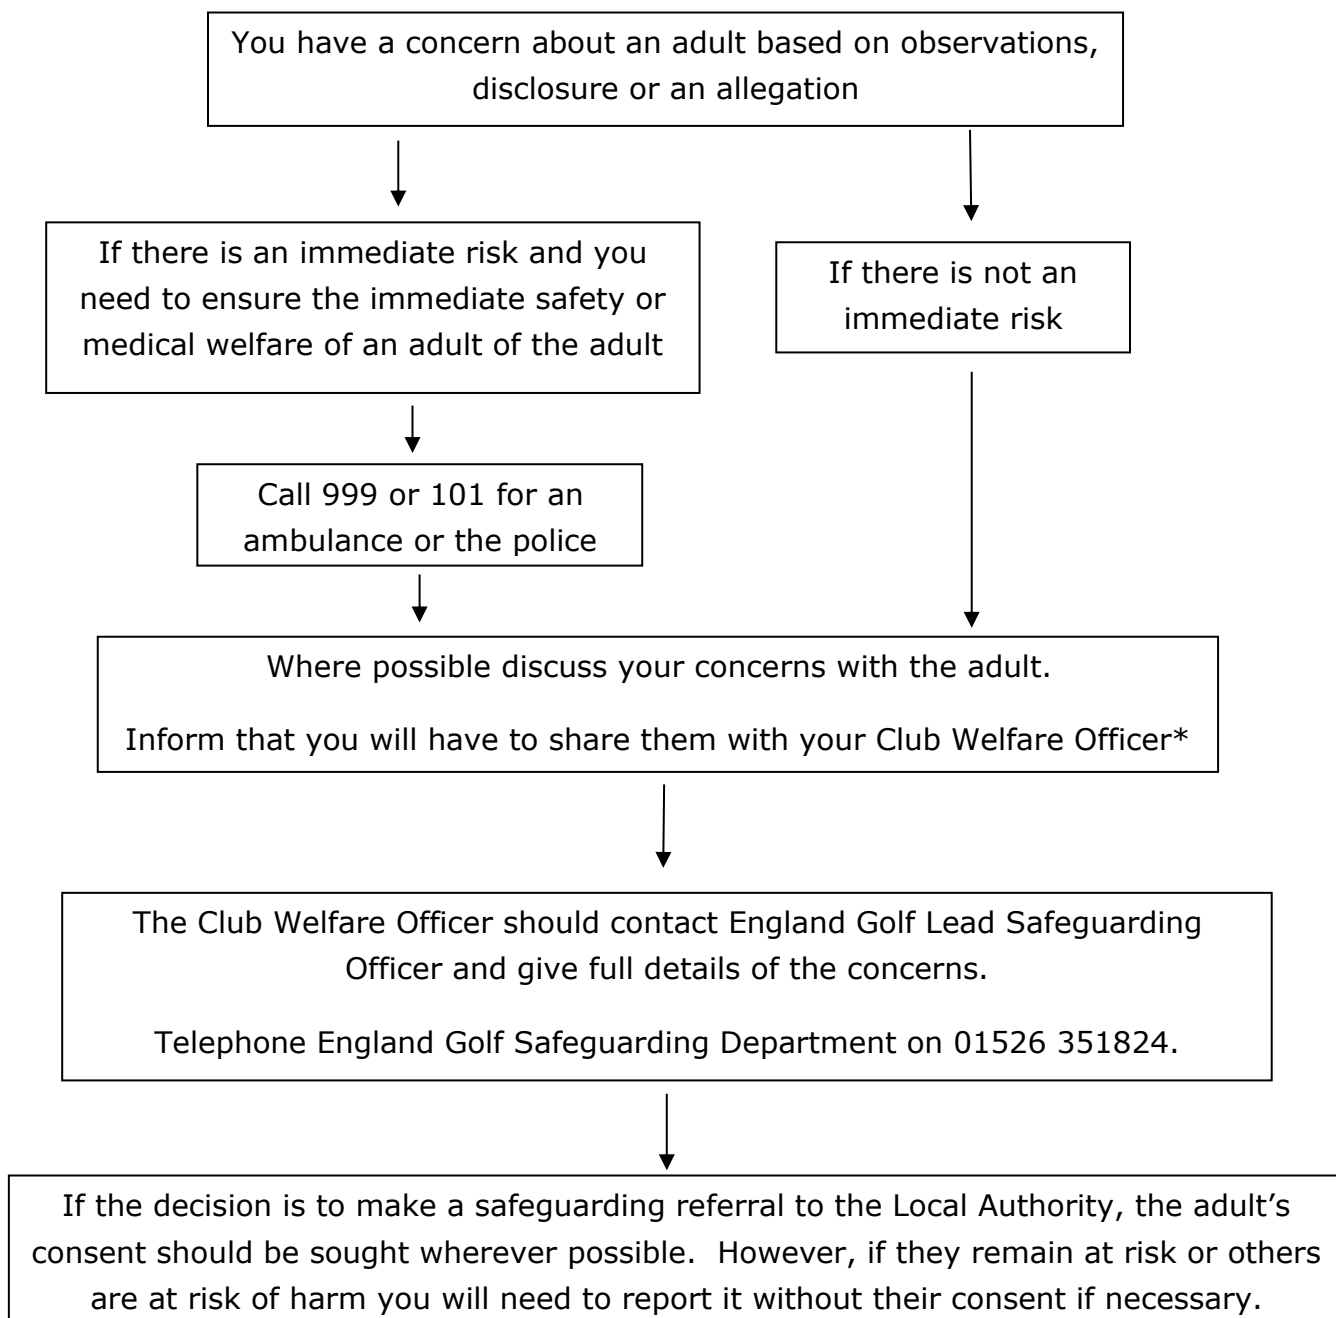 You have a concern about an adult based on observations,
disclosure or an allegation
If there is an immediate risk and you
need to ensure the immediate safety or
medical welfare of an adult of the adult
If there is not an
immediate risk
Call 999 or 101 for an
ambulance or the police
Where possible discuss your concerns with the adult.
Inform that you will have to share them with your Club Welfare Officer*
The Club Welfare Officer should contact England Golf Lead Safeguarding
Officer and give full details of the concerns.
Telephone England Golf Safeguarding Department on 01526 351824.
If the decision is to make a safeguarding referral to the Local Authority, the adult’s
consent should be sought wherever possible.  However, if they remain at risk or others
are at risk of harm you will need to report it without their consent if necessary.